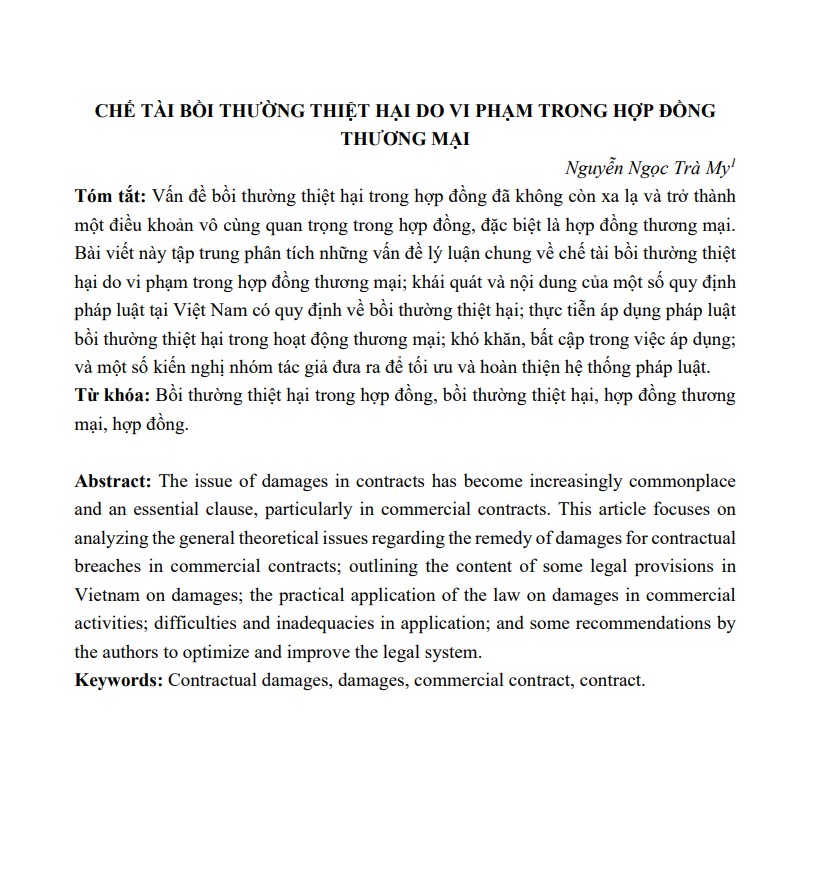 CHẾ TÀI BỒI THƯỜNG THIỆT HẠI DO VI PHẠM TRONG HỢP ĐỒNG
THƯƠNG MẠI
Nguyễn Ngọc Trà My1
Tóm tắt: Vấn đề bồi thường thiệt hại trong hợp đồng đã không còn xa lạ và trở thành
một điều khoản vô cùng quan trọng trong hợp đồng, đặc biệt là hợp đồng thương mại.
Bài viết này tập trung phân tích những vấn đề lý luận chung về chế tài bồi thường thiệt
hại do vi phạm trong hợp đồng thương mại; khái quát và nội dung của một số quy định
pháp luật tại Việt Nam có quy định về bồi thường thiệt hại; thực tiễn áp dụng pháp luật
bồi thường thiệt hại trong hoạt động thương mại; khó khăn, bất cập trong việc áp dụng;
và một số kiến nghị nhóm tác giả đưa ra để tối ưu và hoàn thiện hệ thống pháp luật.
Từ khóa: Bồi thường thiệt hại trong hợp đồng, bồi thường thiệt hại, hợp đồng thương
mại, hợp đồng.
Abstract: The issue of damages in contracts has become increasingly commonplace
and an essential clause, particularly in commercial contracts. This article focuses on
analyzing the general theoretical issues regarding the remedy of damages for contractual
breaches in commercial contracts; outlining the content of some legal provisions in
Vietnam on damages; the practical application of the law on damages in commercial
activities; difficulties and inadequacies in application; and some recommendations by
the authors to optimize and improve the legal system.
Keywords: Contractual damages, damages, commercial contract, contract.